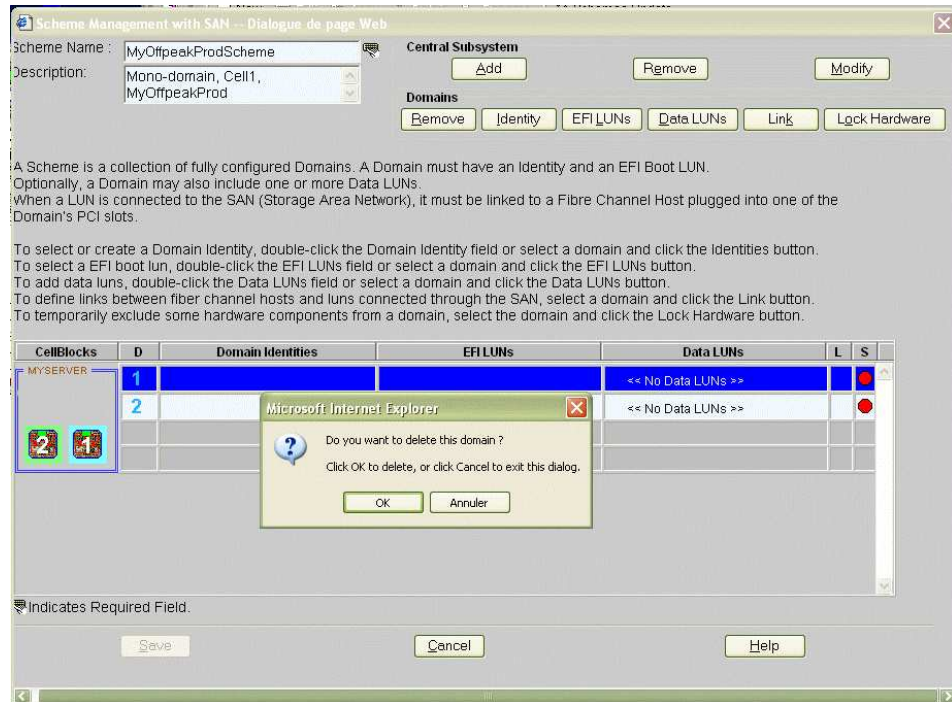 Scheme Management with SAN -- Dialogue de page Web
Scheme Name :
MyOffpeakProdScheme
Description:
Mono-domain, Cell1,
MyOffpeakProd
Central Subsystem
Add
Remove
Modify
Domains
Remove
Identity
EFI LUNs
Data LUNs
Link
Lock Hardware
A Scheme is a collection of fully configured Domains. A Domain must have an Identity and an EFI Boot LUN.
Optionally, a Domain may also include one or more Data LUNs.
When a LUN is connected to the SAN (Storage Area Network), it must be linked to a Fibre Channel Host plugged into one of the
Domain's PCI slots.
To select or create a Domain Identity, double-click the Domain Identity field or select a domain and click the Identities button.
To select a EFI boot lun, double-click the EFI LUNs field or select a domain and click the EFI LUNs button.
To add data luns, double-click the Data LUNs field or select a domain and click the Data LUNs button.
To define links between fiber channel hosts and luns connected through the SAN, select a domain and click the Link button.
To temporarily exclude some hardware components from a domain, select the domain and click the Lock Hardware button.
CellBlocks D Domain Identities EFI LUNs Data LUNs L S
MYSERVER
1 << No Data LUNs >>
2 << No Data LUNs >>
2 1
Microsoft Internet Explorer
Do you want to delete this domain ?
Click OK to delete, or click Cancel to exit this dialog.
OK
Annuler
Indicates Required Field.
Save
Cancel
Help